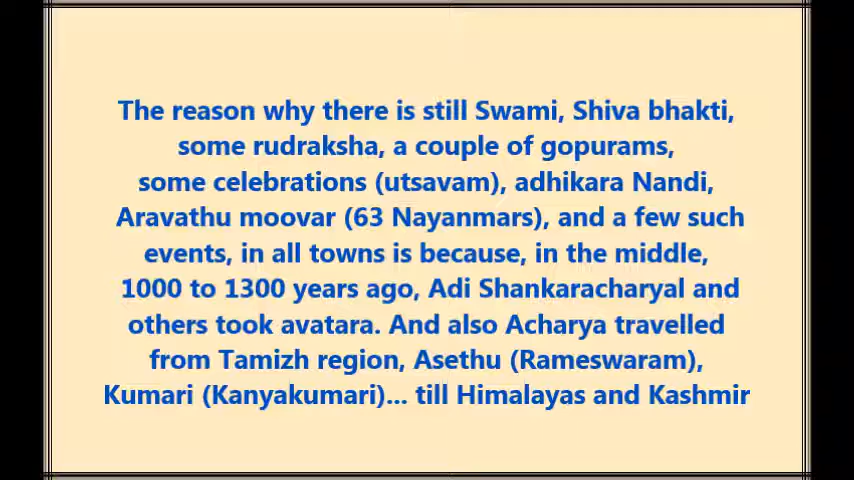 The reason why there is still Swami, Shiva bhakti,
some rudraksha, a couple of gopurams,
some celebrations (utsavam), adhikara Nandi,
Aravathu moovar (63 Nayanmars), and a few such
events, in all towns is because, in the middle,
1000 to 1300 years ago, Adi Shankaracharyal and
others took avatara. And also Acharya travelled
from Tamizh region, Asethu (Rameswaram),
Kumari (Kanyakumari)... till Himalayas and Kashmir